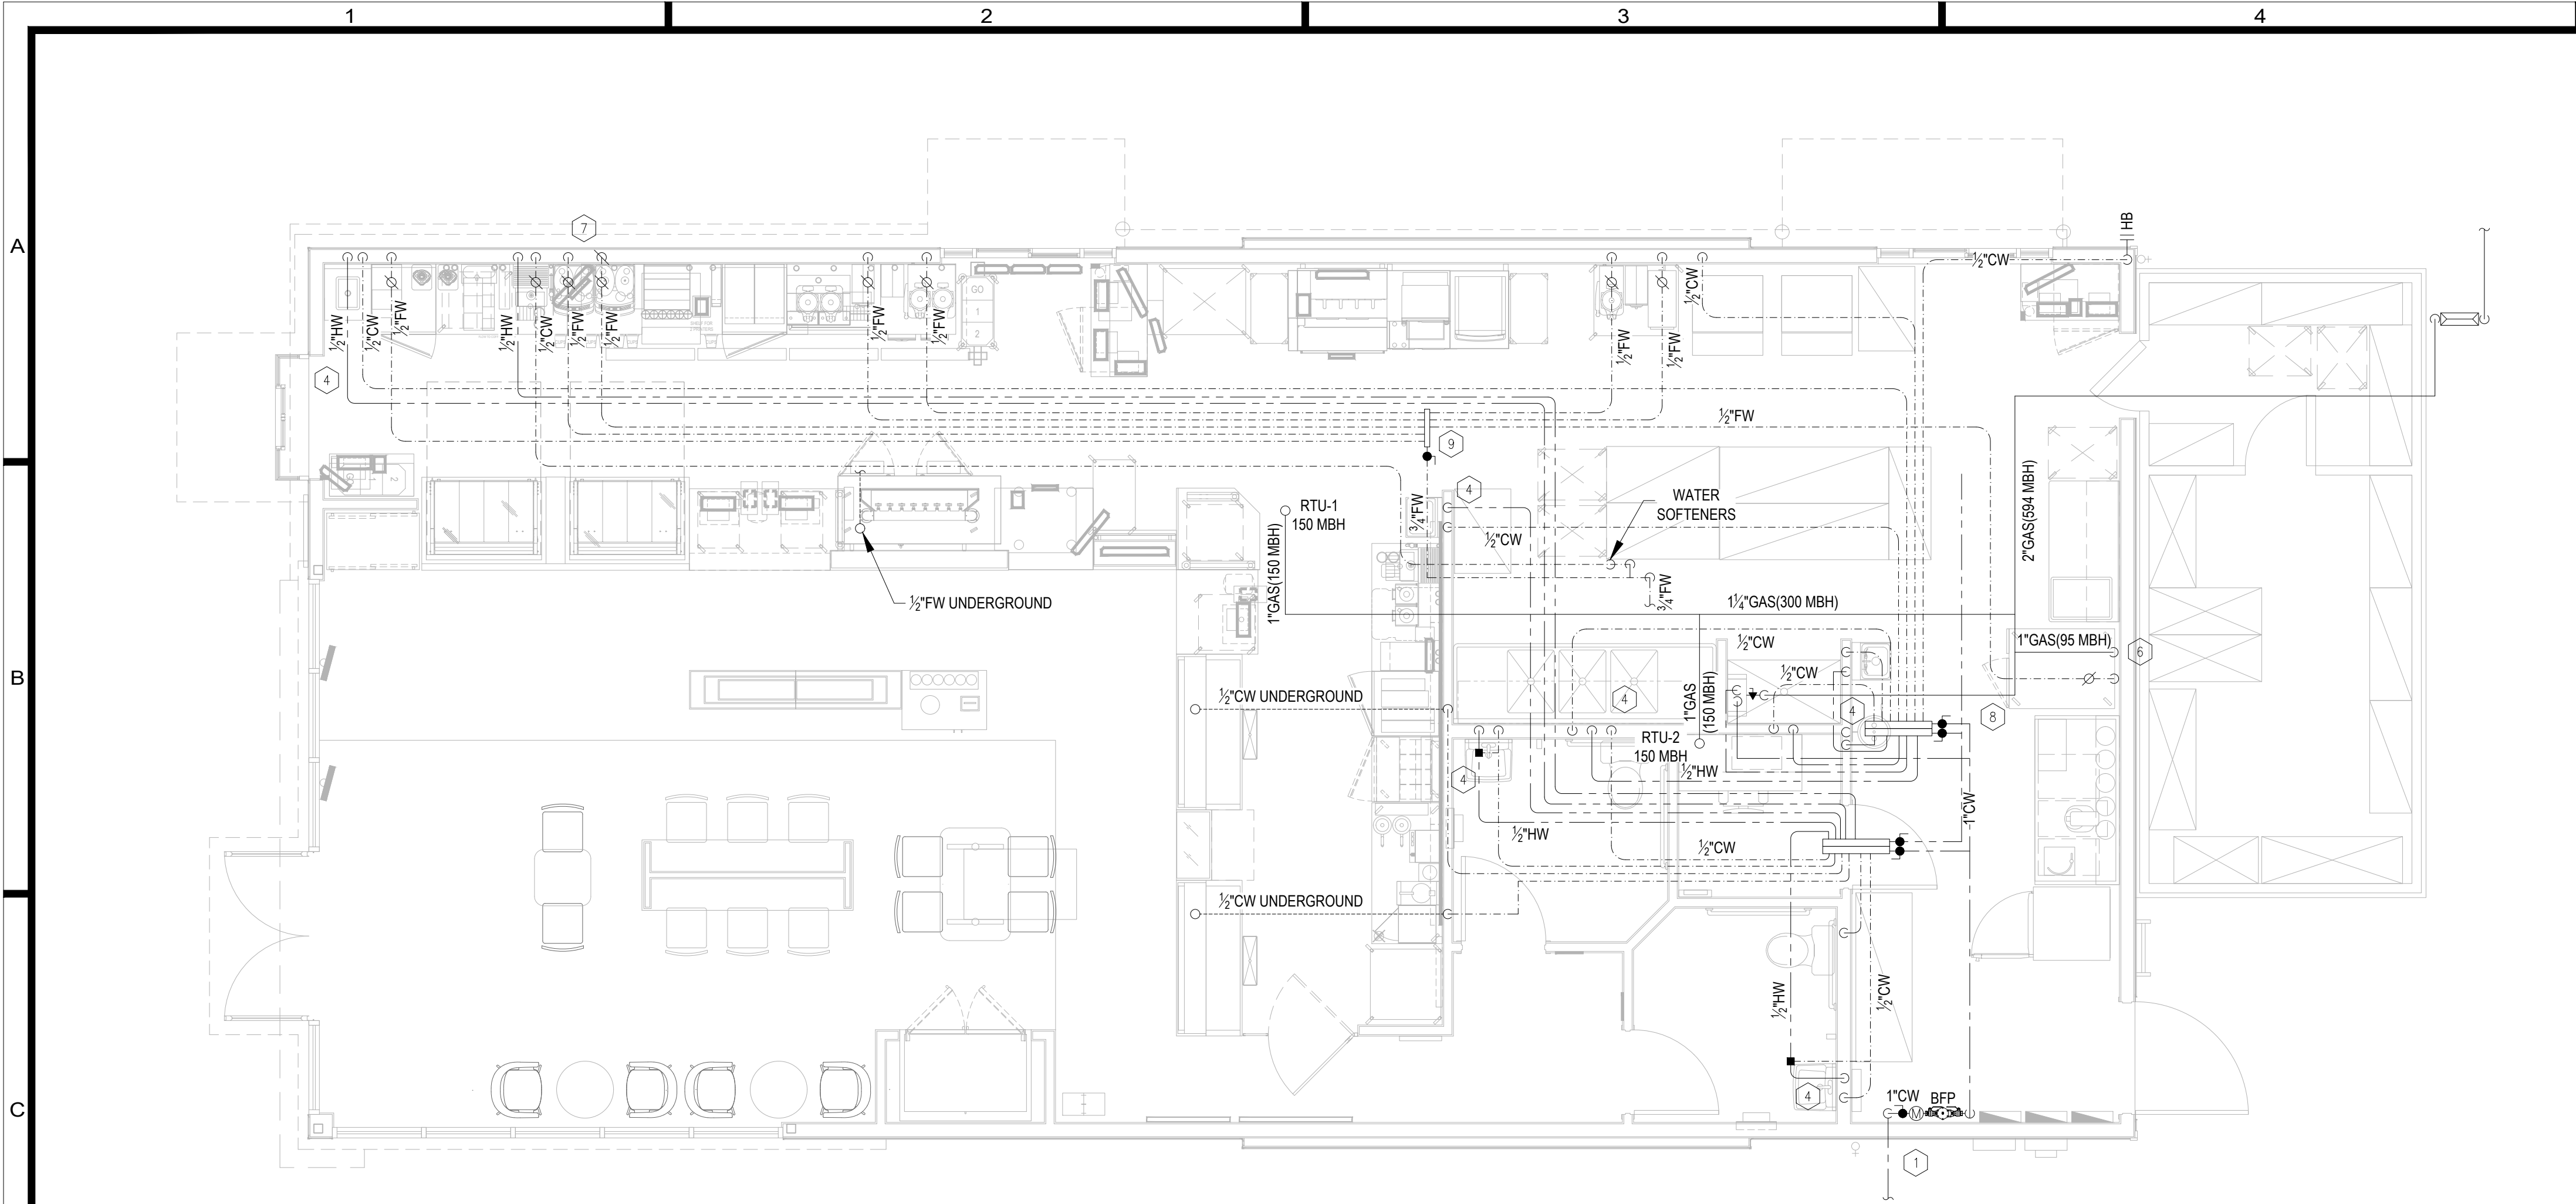 1
2
3
4
A
B
C
7
HB
½"CW
GO
1
2
½"HW
½"CW
½"FW
½"HW
½"CW
½"FW
½"FW
½"FW
½"FW
½"FW
½"FW
½"CW
4
½"FW
9
2"GAS(594 MBH)
4
WATER
SOFTENERS
RTU-1
150 MBH
¾"FW
½"CW
1"GAS(150 MBH)
½"FW UNDERGROUND
¾"FW
1¼"GAS(300 MBH)
½"CW
1"GAS(95 MBH)
6
½"CW
½"CW UNDERGROUND
4
1"GAS
(150 MBH)
4
8
RTU-2
150 MBH
4
½"HW
1"CW
½"HW
½"CW
½"CW UNDERGROUND
½"HW
½"CW
4
1"CW
M
BFP
1